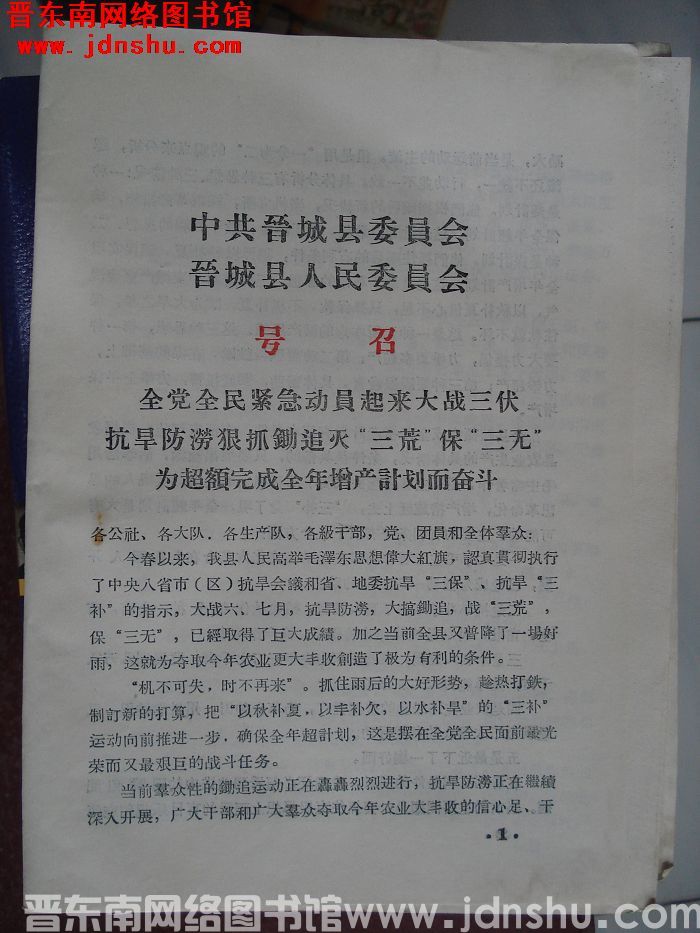 晋东南网络图书馆
www.jdnshu.com
中共晉城县委員会
晉城县人民委員会
号 召
全党全民紧急动員起来大战三伏
抗旱防澇狠抓鋤追灭“三荒”保“三无”
为超額完成全年增产計划而奋斗
各公社、各大队、各生产队，各級干部，党、团員和全体羣众：
今春以来，我县人民高举毛澤东思想偉大紅旗，認真貫彻执行
了中央八省市（区）抗旱会議和省、地委抗旱“三保”、抗旱“三
补”的指示，大战六、七月，抗旱防澇，大搞鋤追，战“三荒”，
保“三无”，已經取得了巨大成績。加之当前全县又普降了一場好
雨，这就为夺取今年农业更大丰收創造了极为有利的条件。
“机不可失，时不再来”。抓住雨后的大好形势，趁热打鉄，
制訂新的打算，把“以秋补夏，以丰补欠，以水补旱”的“三补”
运动向前推进一步，确保全年超計划，这是摆在全党全民面前最光
荣而又最艰巨的战斗任务。
当前羣众性的鋤追运动正在轟轟烈烈进行，抗旱防澇正在繼續
深入开展，广大干部和广大羣众夺取今年农业大丰收的信心足、干
·1·
晋东南网络图书馆 www.jdnshu.com